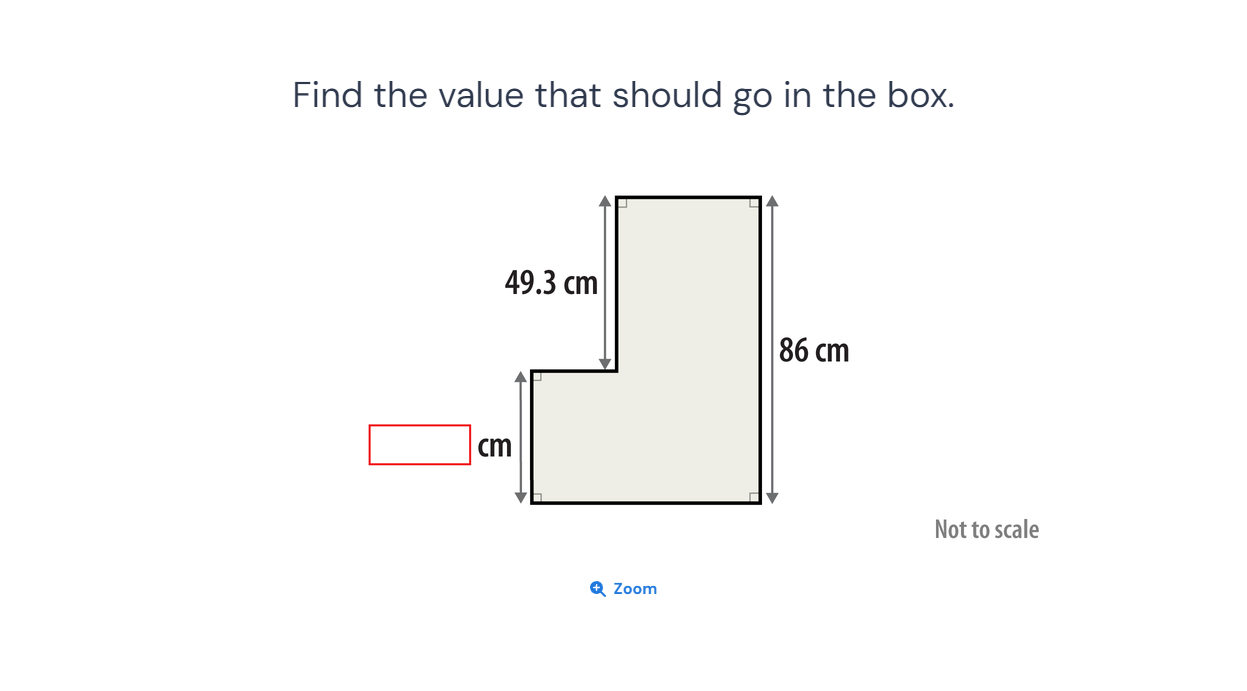 Find the value that should go in the box.
49.3 cm
86 cm
cm
Not to scale
Zoom